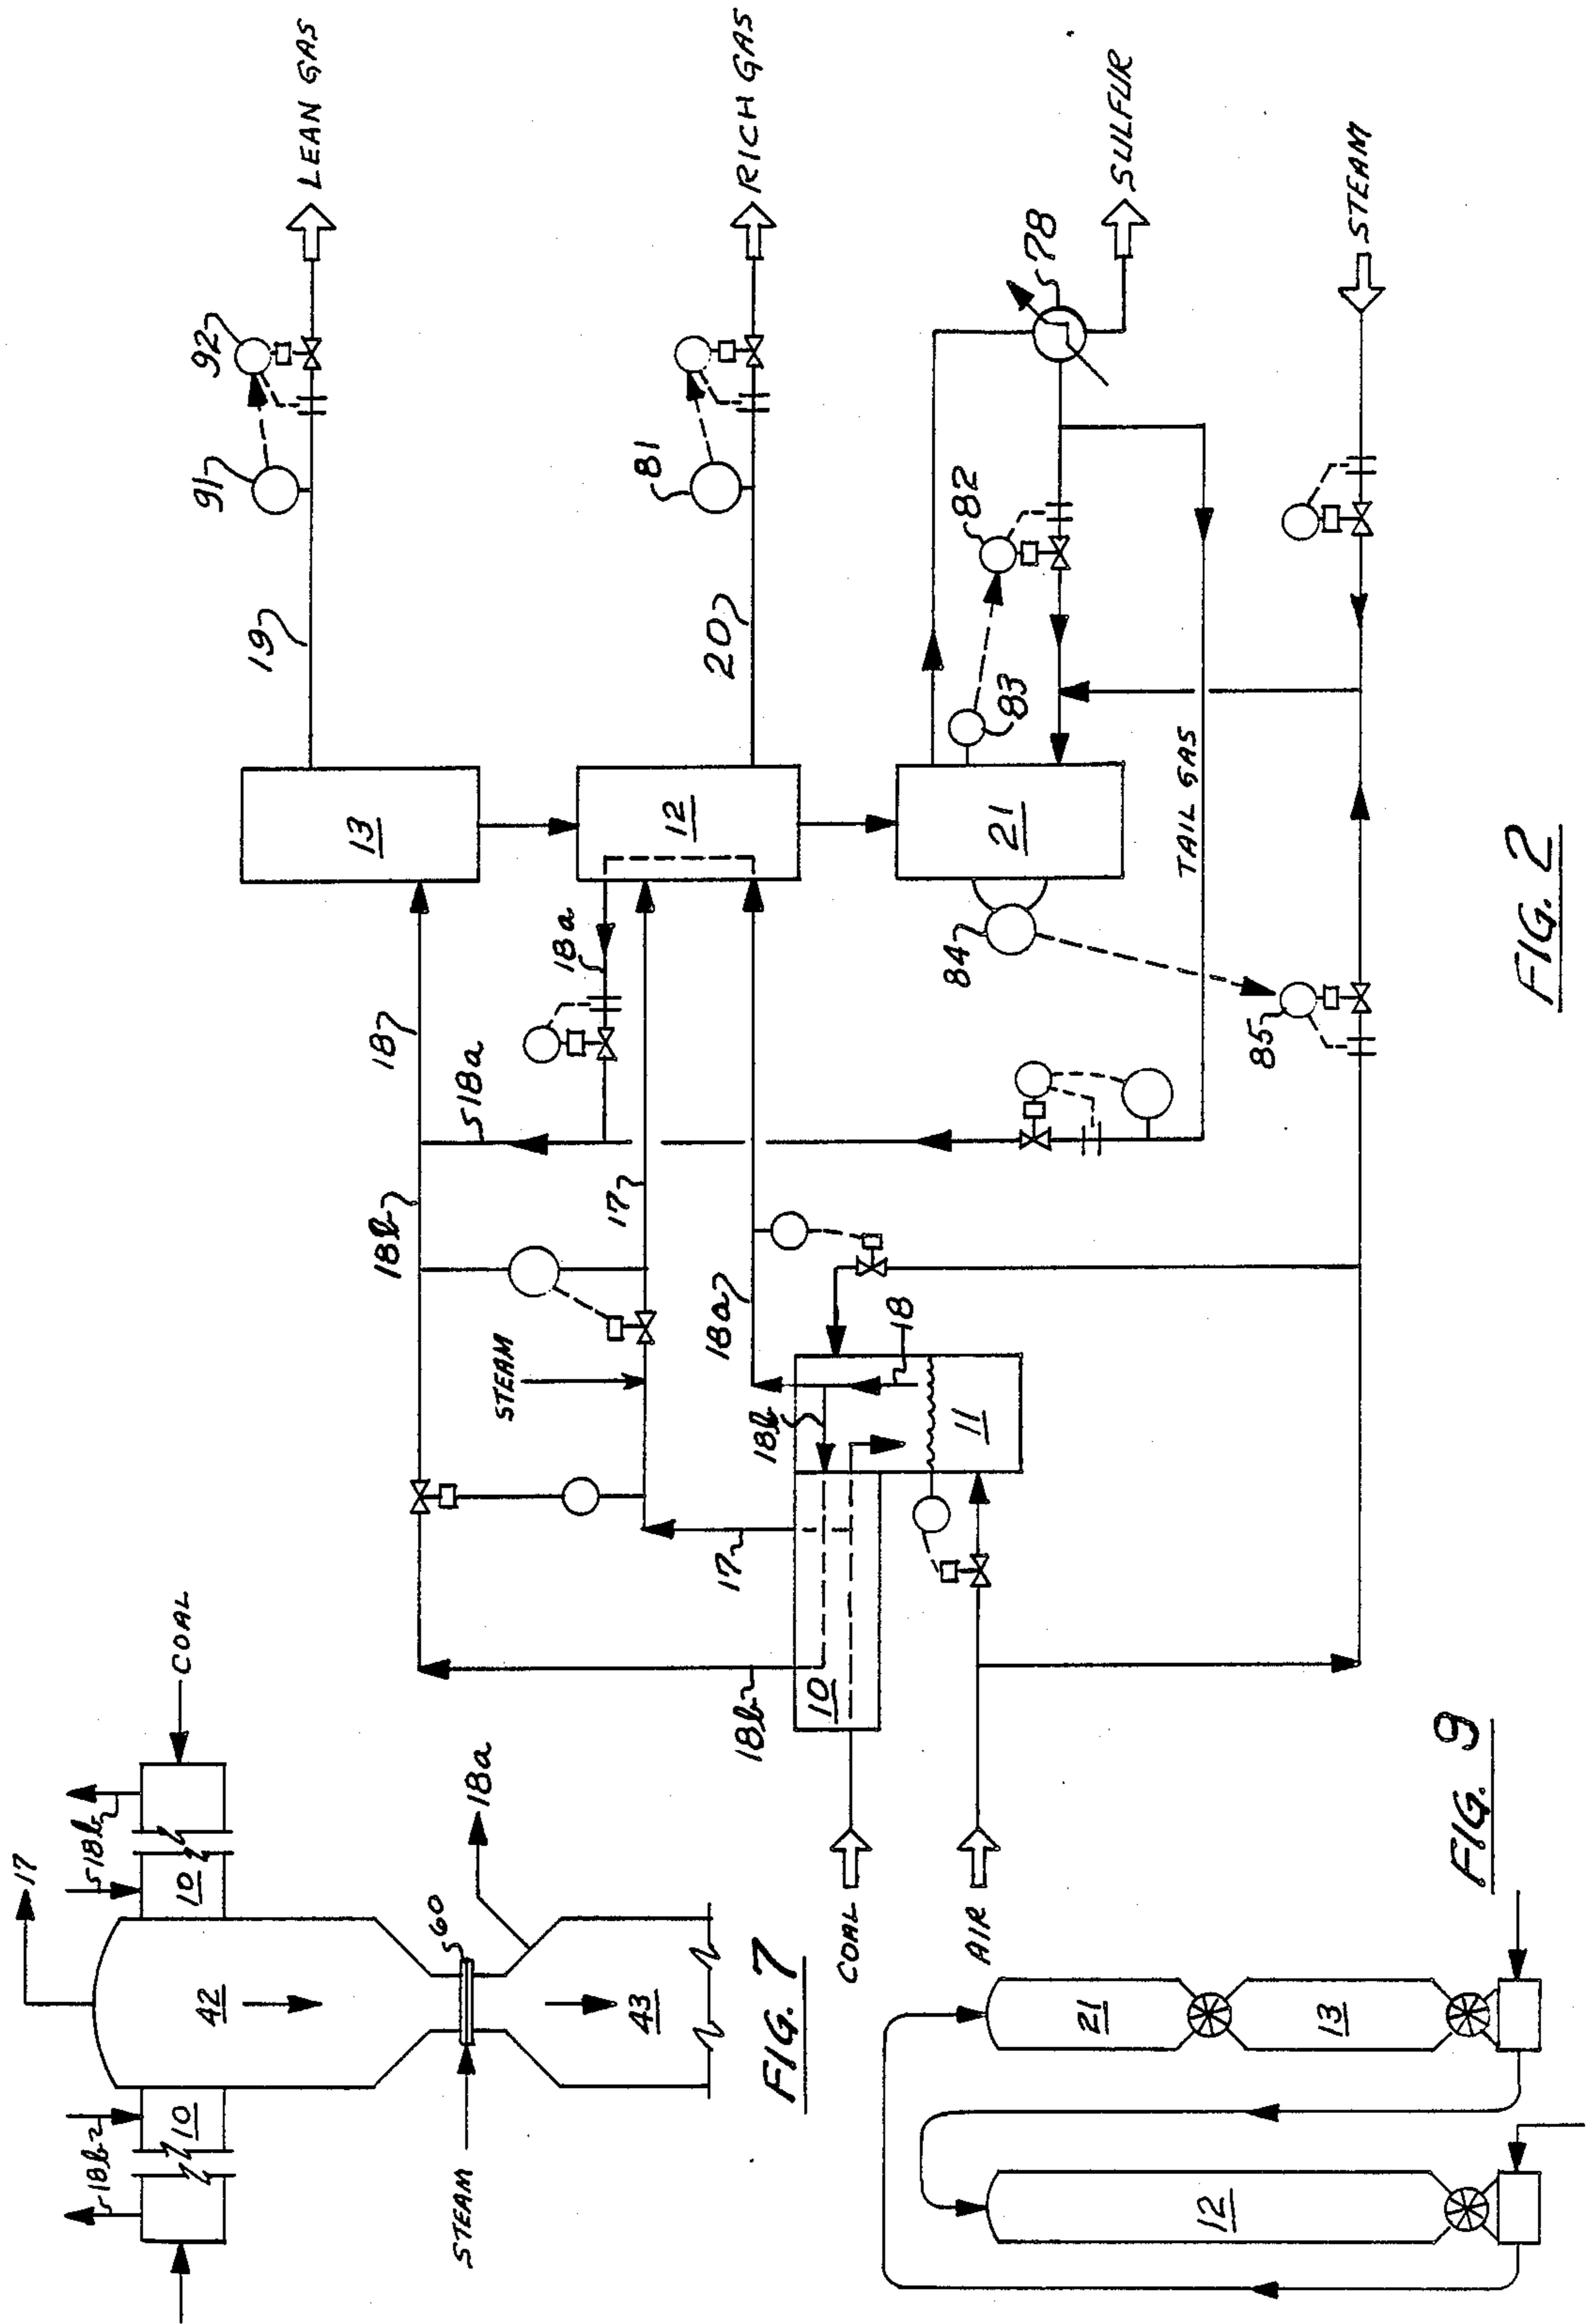 17
18b
18b
10
42
10
COAL
STEAM
60
18a
43
FIG. 7
12
21
13
FIG. 9
LEAN GAS
92
91
19
13
18
18a
18b
18b
17
STEAM
17
18a
18a
12
20
81
RICH GAS
10
18b
18
11
COAL
AIR
21
84
83
82
78
SULFUR
TAIL GAS
85
STEAM
FIG. 2